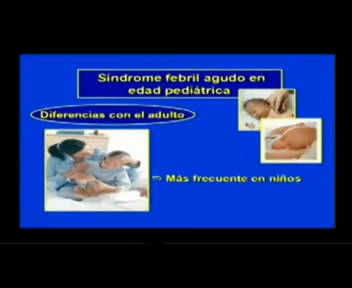 Síndrome febril agudo en
edad pediátrica
Diferencias con el adulto
⇨ Más frecuente en niños